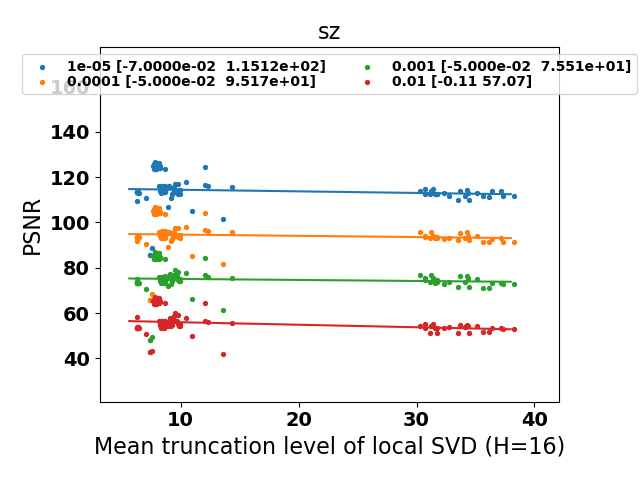 sz
1e-05 [-7.0000e-02  1.1512e+02]
0.0001 [-5.000e-02  9.517e+01]
0.001 [-5.000e-02  7.551e+01]
0.01 [-0.11 57.07]
160
140
120
100
80
60
40
PSNR
10
20
30
40
Mean truncation level of local SVD (H=16)